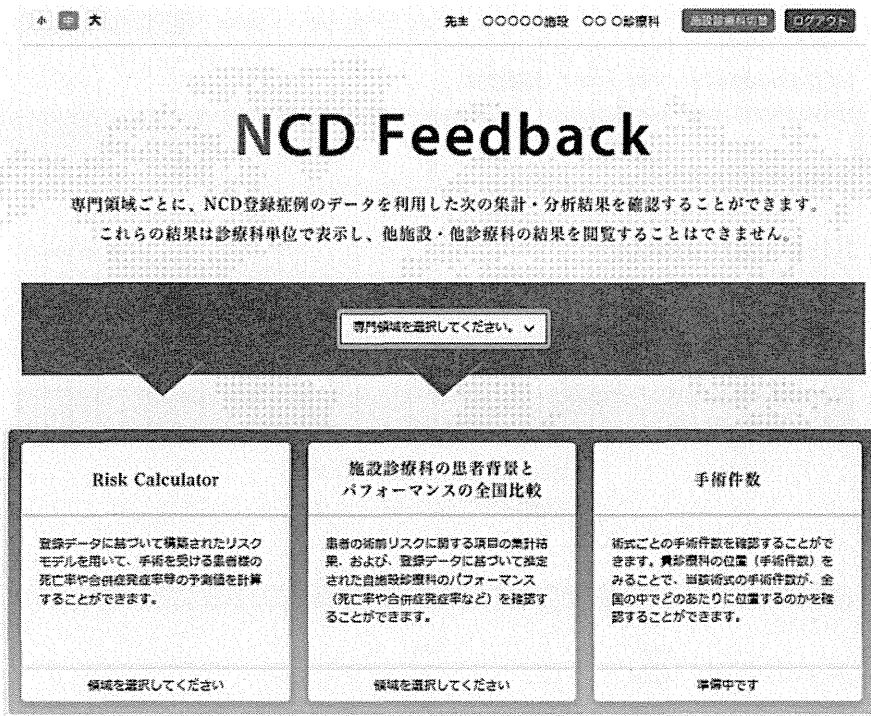 小 中 大 先生 〇〇〇〇〇施設 〇〇 〇診療科 施設診療科切替 ログアウト
NCD Feedback
専門領域ごとに、NCD登録症例のデータを利用した次の集計・分析結果を確認することができます。
これらの結果は診療科単位で表示し、他施設・他診療科の結果を閲覧することはできません。
専門領域を選択してください。
Risk Calculator
登録データに基づいて構築されたリスク
モデルを用いて、手術を受ける患者様の
死亡率や合併症発症率等の予測値を計算
することができます。
領域を選択してください
施設診療科の患者背景と
パフォーマンスの全国比較
患者の術前リスクに関する項目の集計結
果、および、登録データに基づいて推定
された自施設診療科のパフォーマンス
（死亡率や合併症発症率など）を確認す
ることができます。
領域を選択してください
手術件数
術式ごとの手術件数を確認することがで
きます。貴診療科の位置（手術件数）を
みることで、当該術式の手術件数が、全
国の中でどのあたりに位置するのかを確
認することができます。
準備中です